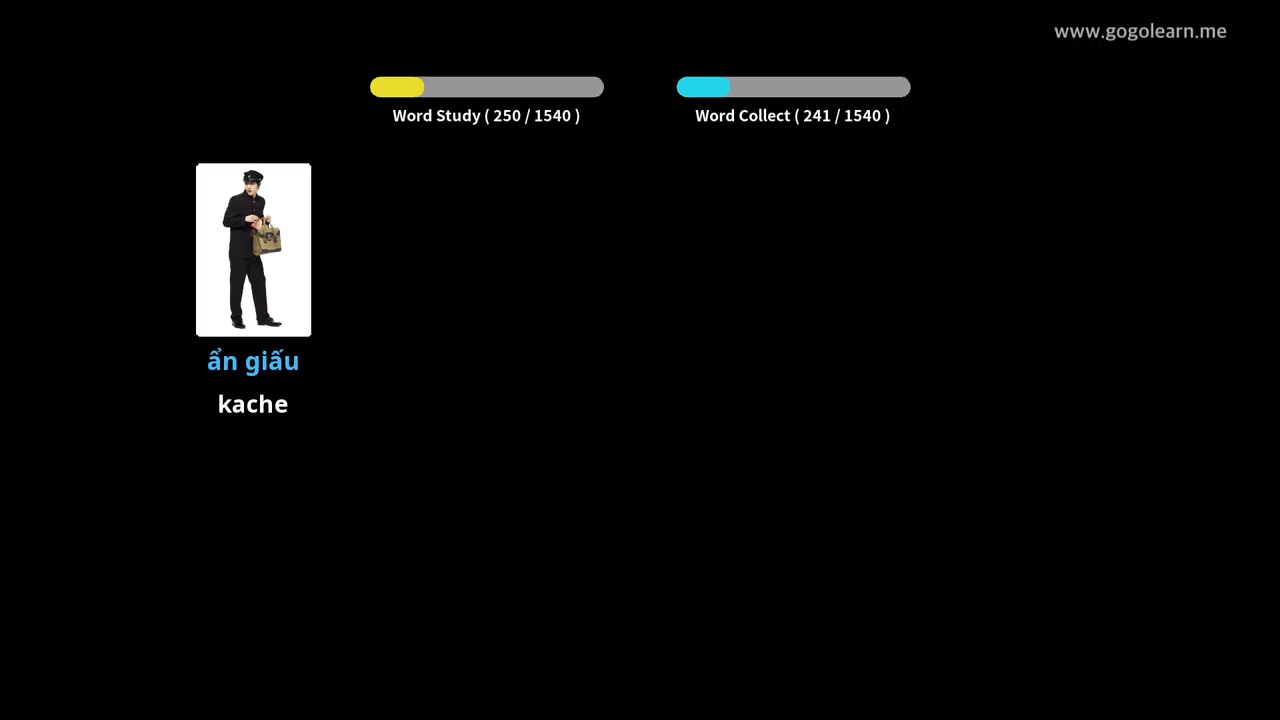 www.gogolearn.me
Word Study ( 250 / 1540 )
Word Collect ( 241 / 1540 )
ẩn giấu
kache